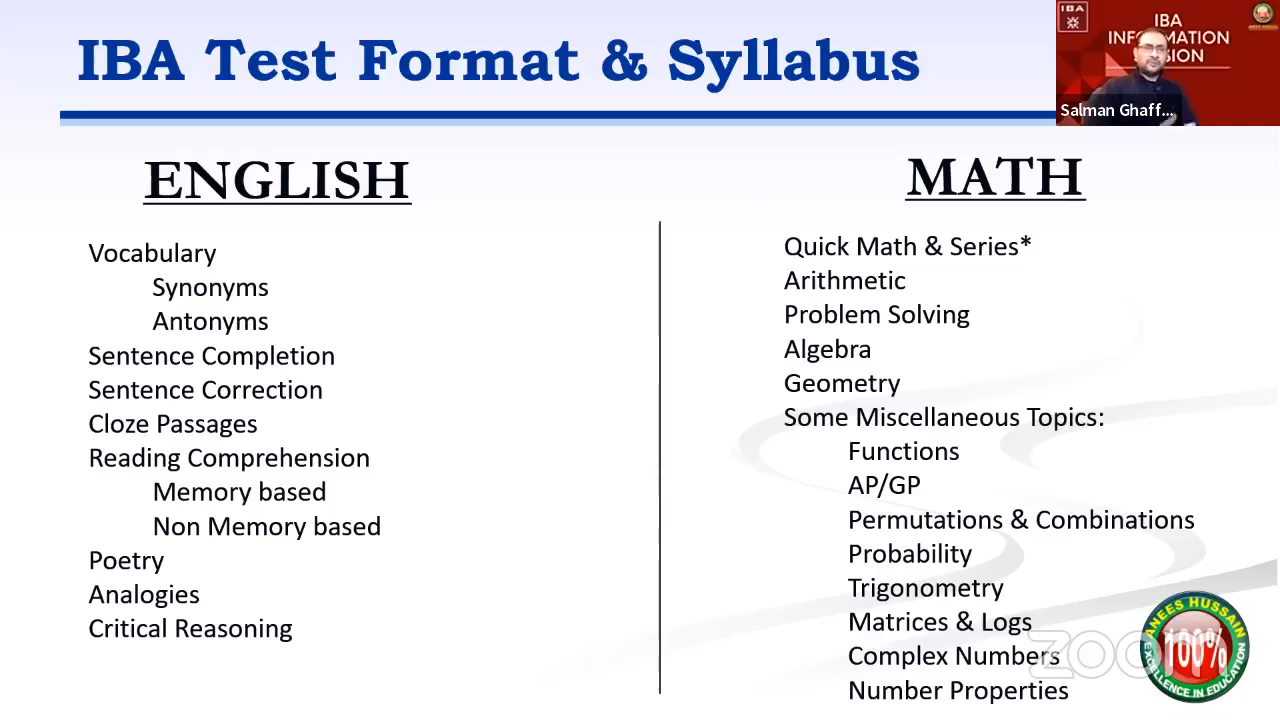 IBA Test Format & Syllabus
IBA
IBA
INFORMATION
SESSION
Salman Ghaff...
ENGLISH
Vocabulary
Synonyms
Antonyms
Sentence Completion
Sentence Correction
Cloze Passages
Reading Comprehension
Memory based
Non Memory based
Poetry
Analogies
Critical Reasoning
MATH
Quick Math & Series*
Arithmetic
Problem Solving
Algebra
Geometry
Some Miscellaneous Topics:
Functions
AP/GP
Permutations & Combinations
Probability
Trigonometry
Matrices & Logs
Complex Numbers
Number Properties
ANEES HUSSAIN
100%
EXCELLENCE IN EDUCATION
zoom